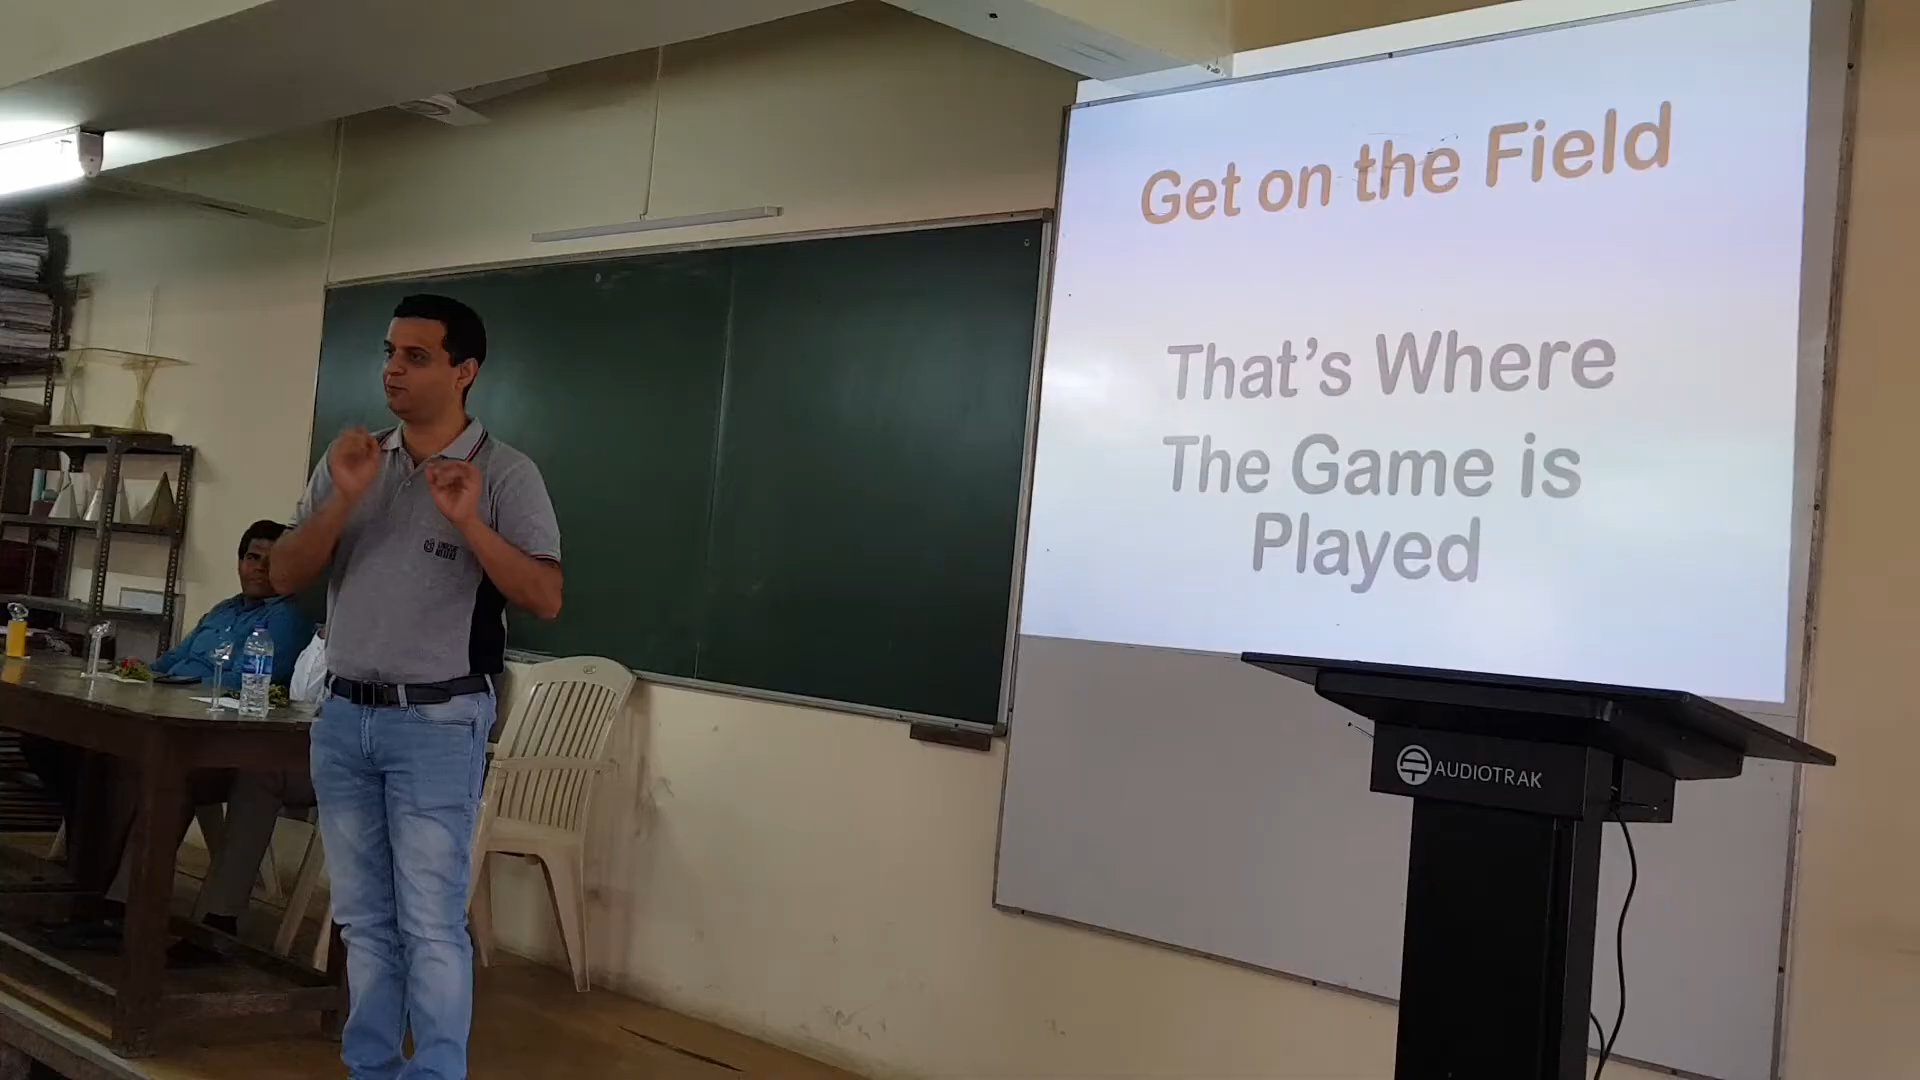 Get on the Field
That's Where
The Game is
Played
AUDIOTRAK